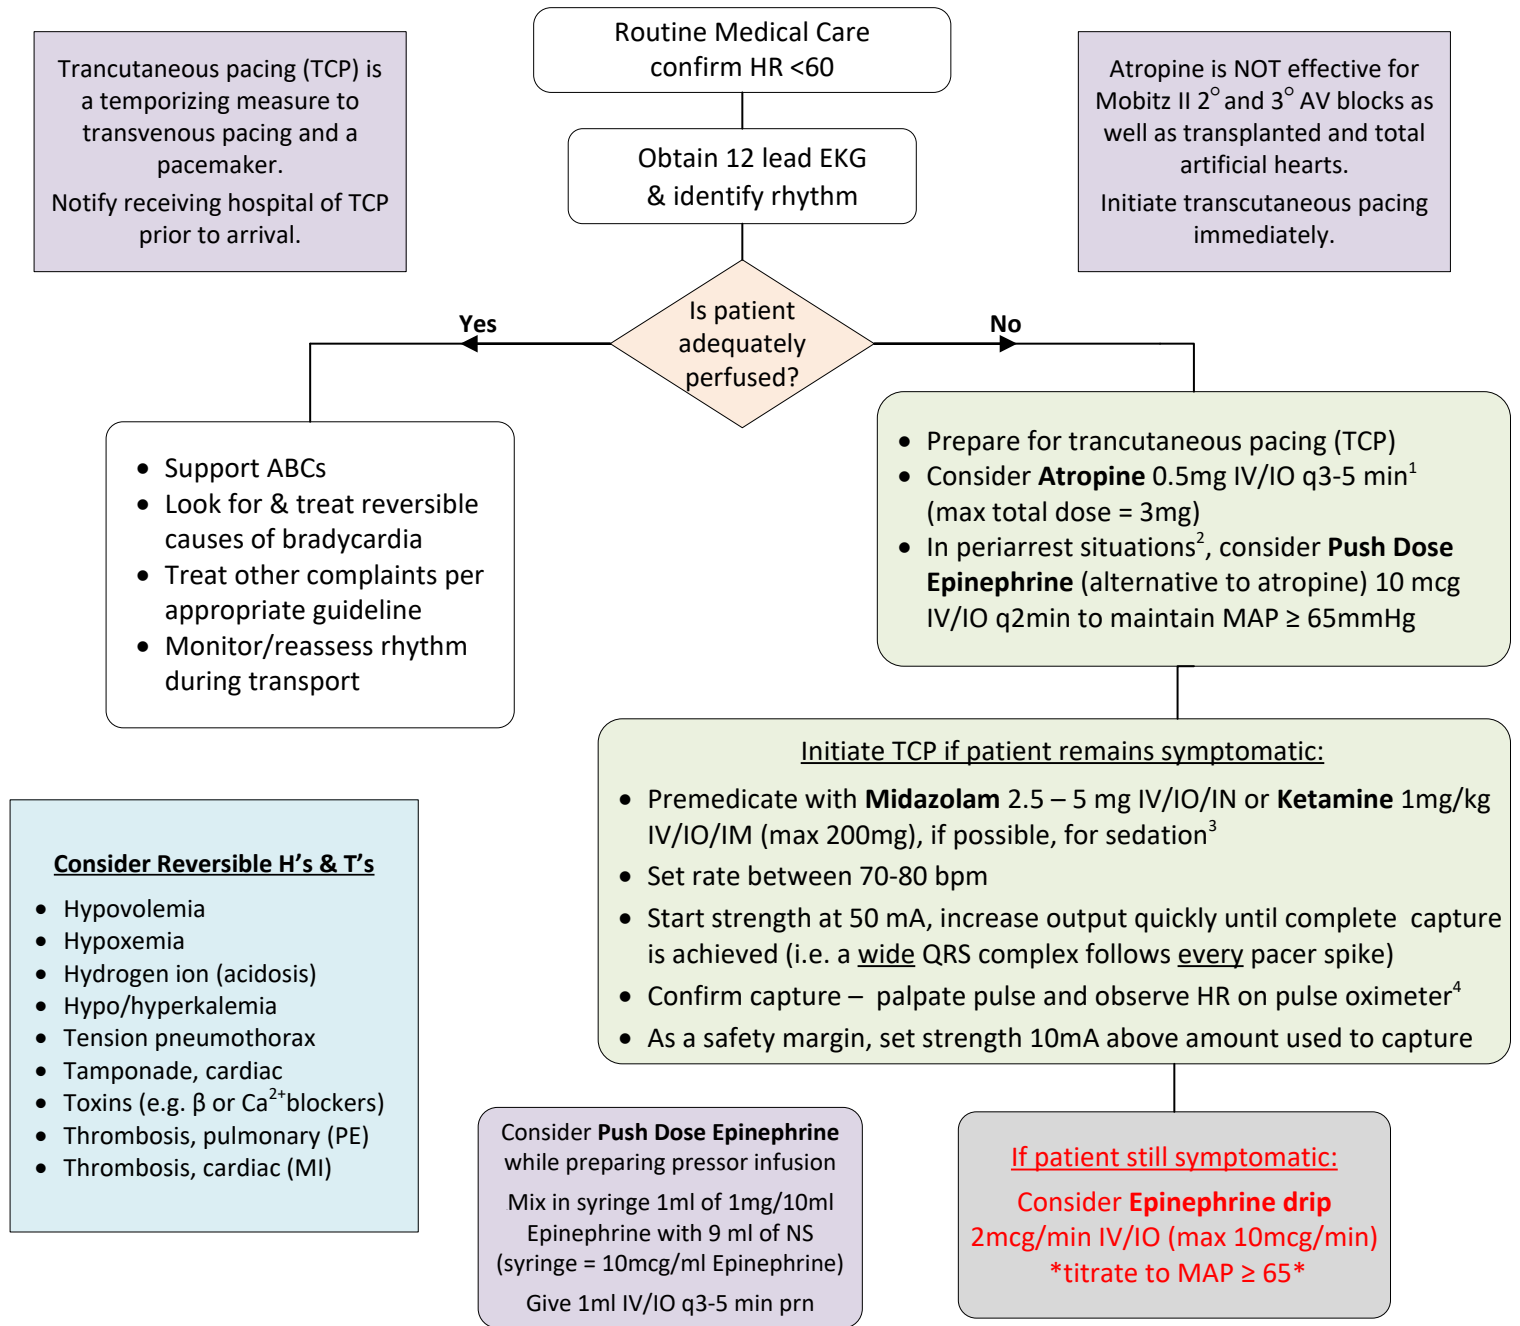 Routine Medical Care
confirm HR <60
Trancutaneous pacing (TCP) is
a temporizing measure to
transvenous pacing and a
pacemaker.
Notify receiving hospital of TCP
prior to arrival.
Atropine is NOT effective for
Mobitz II 2° and 3° AV blocks as
well as transplanted and total
artificial hearts.
Initiate transcutaneous pacing
immediately.
Obtain 12 lead EKG
& identify rhythm
Is patient
adequately
perfused?
Yes
No
• Support ABCs
• Look for & treat reversible
causes of bradycardia
• Treat other complaints per
appropriate guideline
• Monitor/reassess rhythm
during transport
• Prepare for trancutaneous pacing (TCP)
• Consider Atropine 0.5mg IV/IO q3-5 min¹
(max total dose = 3mg)
• In periarrest situations², consider Push Dose
Epinephrine (alternative to atropine) 10 mcg
IV/IO q2min to maintain MAP ≥ 65mmHg
Initiate TCP if patient remains symptomatic:
• Premedicate with Midazolam 2.5 – 5 mg IV/IO/IN or Ketamine 1mg/kg
IV/IO/IM (max 200mg), if possible, for sedation³
• Set rate between 70-80 bpm
• Start strength at 50 mA, increase output quickly until complete capture
is achieved (i.e. a wide QRS complex follows every pacer spike)
• Confirm capture – palpate pulse and observe HR on pulse oximeter⁴
• As a safety margin, set strength 10mA above amount used to capture
Consider Reversible H's & T's
• Hypovolemia
• Hypoxemia
• Hydrogen ion (acidosis)
• Hypo/hyperkalemia
• Tension pneumothorax
• Tamponade, cardiac
• Toxins (e.g. β or Ca²⁺blockers)
• Thrombosis, pulmonary (PE)
• Thrombosis, cardiac (MI)
Consider Push Dose Epinephrine
while preparing pressor infusion
Mix in syringe 1ml of 1mg/10ml
Epinephrine with 9 ml of NS
(syringe = 10mcg/ml Epinephrine)
Give 1ml IV/IO q3-5 min prn
If patient still symptomatic:
Consider Epinephrine drip
2mcg/min IV/IO (max 10mcg/min)
*titrate to MAP ≥ 65*